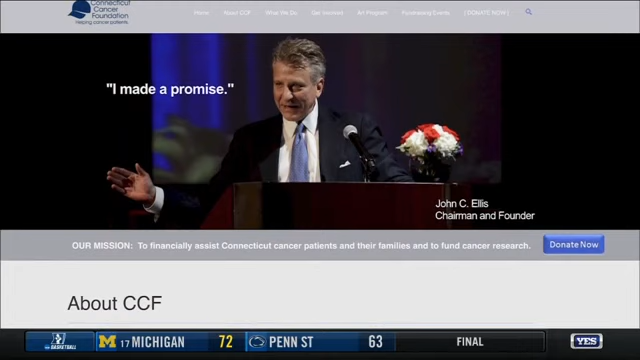 Connecticut
Cancer
Foundation
Helping cancer patients.
Home About CCF What We Do Get Involved Art Program Fundraising Events [ DONATE NOW ]
"I made a promise."
John C. Ellis
Chairman and Founder
OUR MISSION: To financially assist Connecticut cancer patients and their families and to fund cancer research. Donate Now
About CCF
BASKETBALL M 17 MICHIGAN 72 PENN ST 63 FINAL YES